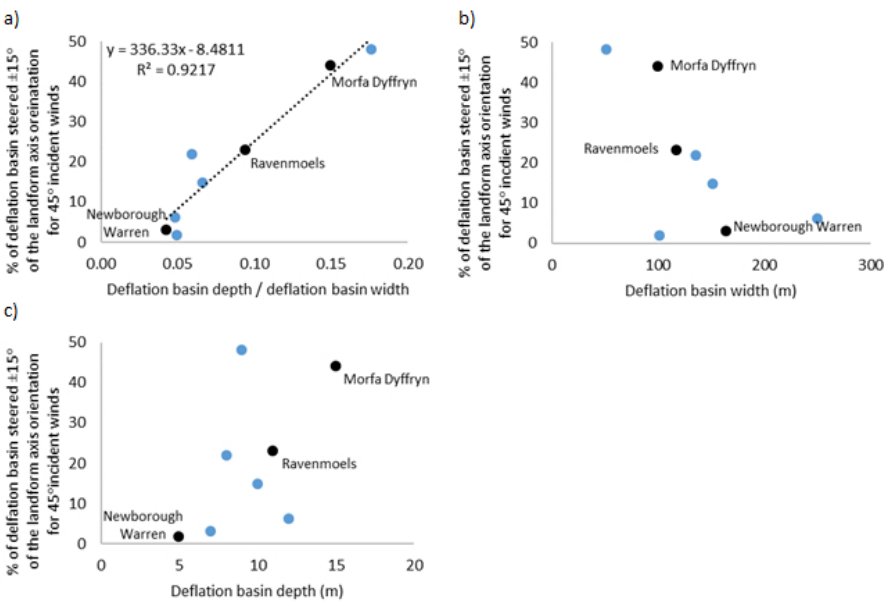 a)
% of deflation basin steered ±15°
of the landform axis oreinatation
for 45° incident winds
y = 336.33x - 8.4811
R² = 0.9217
50
40
30
20
10
0
Morfa Dyffryn
Ravenmoels
Newborough
Warren
0.00
0.05
0.10
0.15
0.20
Deflation basin depth / deflation basin width
b)
% of deflaition basin steered ±15°
of the landform axis orientation
for 45° incdient winds
50
40
30
20
10
0
Morfa Dyffryn
Ravenmoels
Newborough Warren
0
100
200
300
Deflation basin width (m)
c)
% of delfation basin steered ±15°
of the landform axis orientation
for 45°incident winds
50
40
30
20
10
0
Morfa Dyffryn
Ravenmoels
Newborough
Warren
0
5
10
15
20
Deflation basin depth (m)